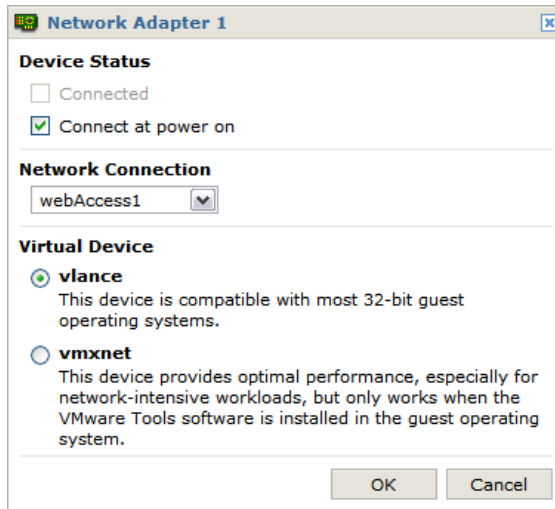 Network Adapter 1
Device Status
Connected
Connect at power on
Network Connection
webAccess1
Virtual Device
vlance
This device is compatible with most 32-bit guest
operating systems.
vmxnet
This device provides optimal performance, especially for
network-intensive workloads, but only works when the
VMware Tools software is installed in the guest operating
system.
OK Cancel